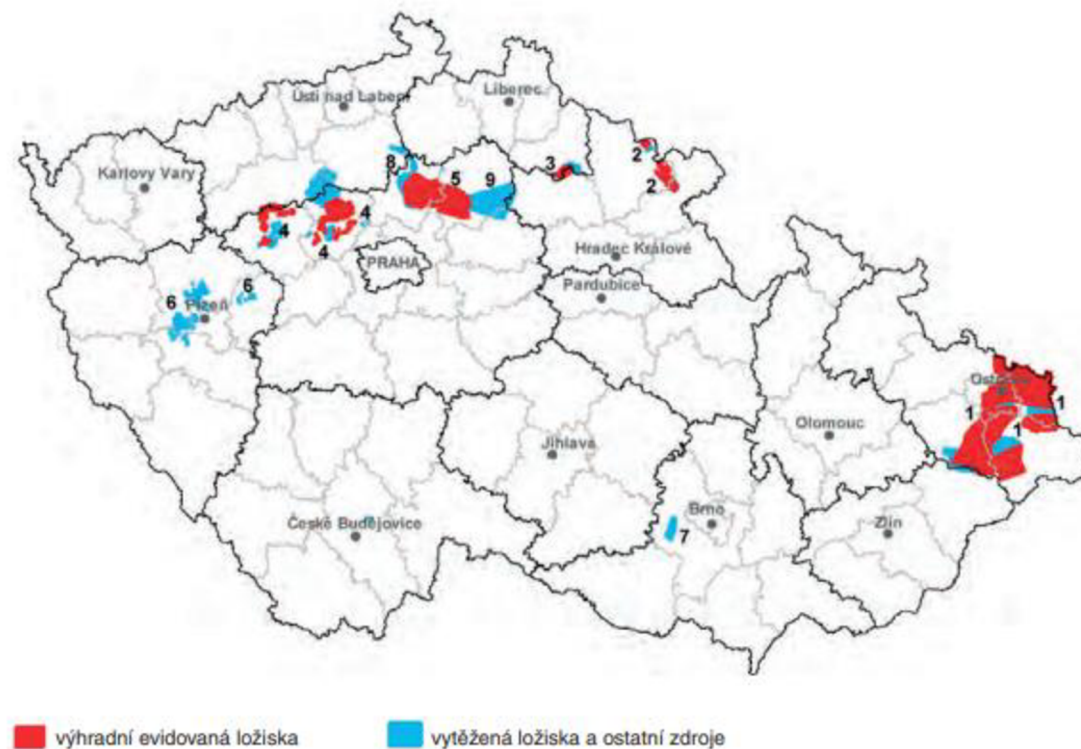 Ústí nad Labem
Liberec
Karlovy Vary
8
5
9
3
2
2
4
4
4
PRAHA
Hradec Králové
Pardubice
6
6
Plzeň
Ostrava
1
1
1
Olomouc
Jihlava
České Budějovice
Brno
7
Zlín
výhradní evidovaná ložiska
vytěžená ložiska a ostatní zdroje